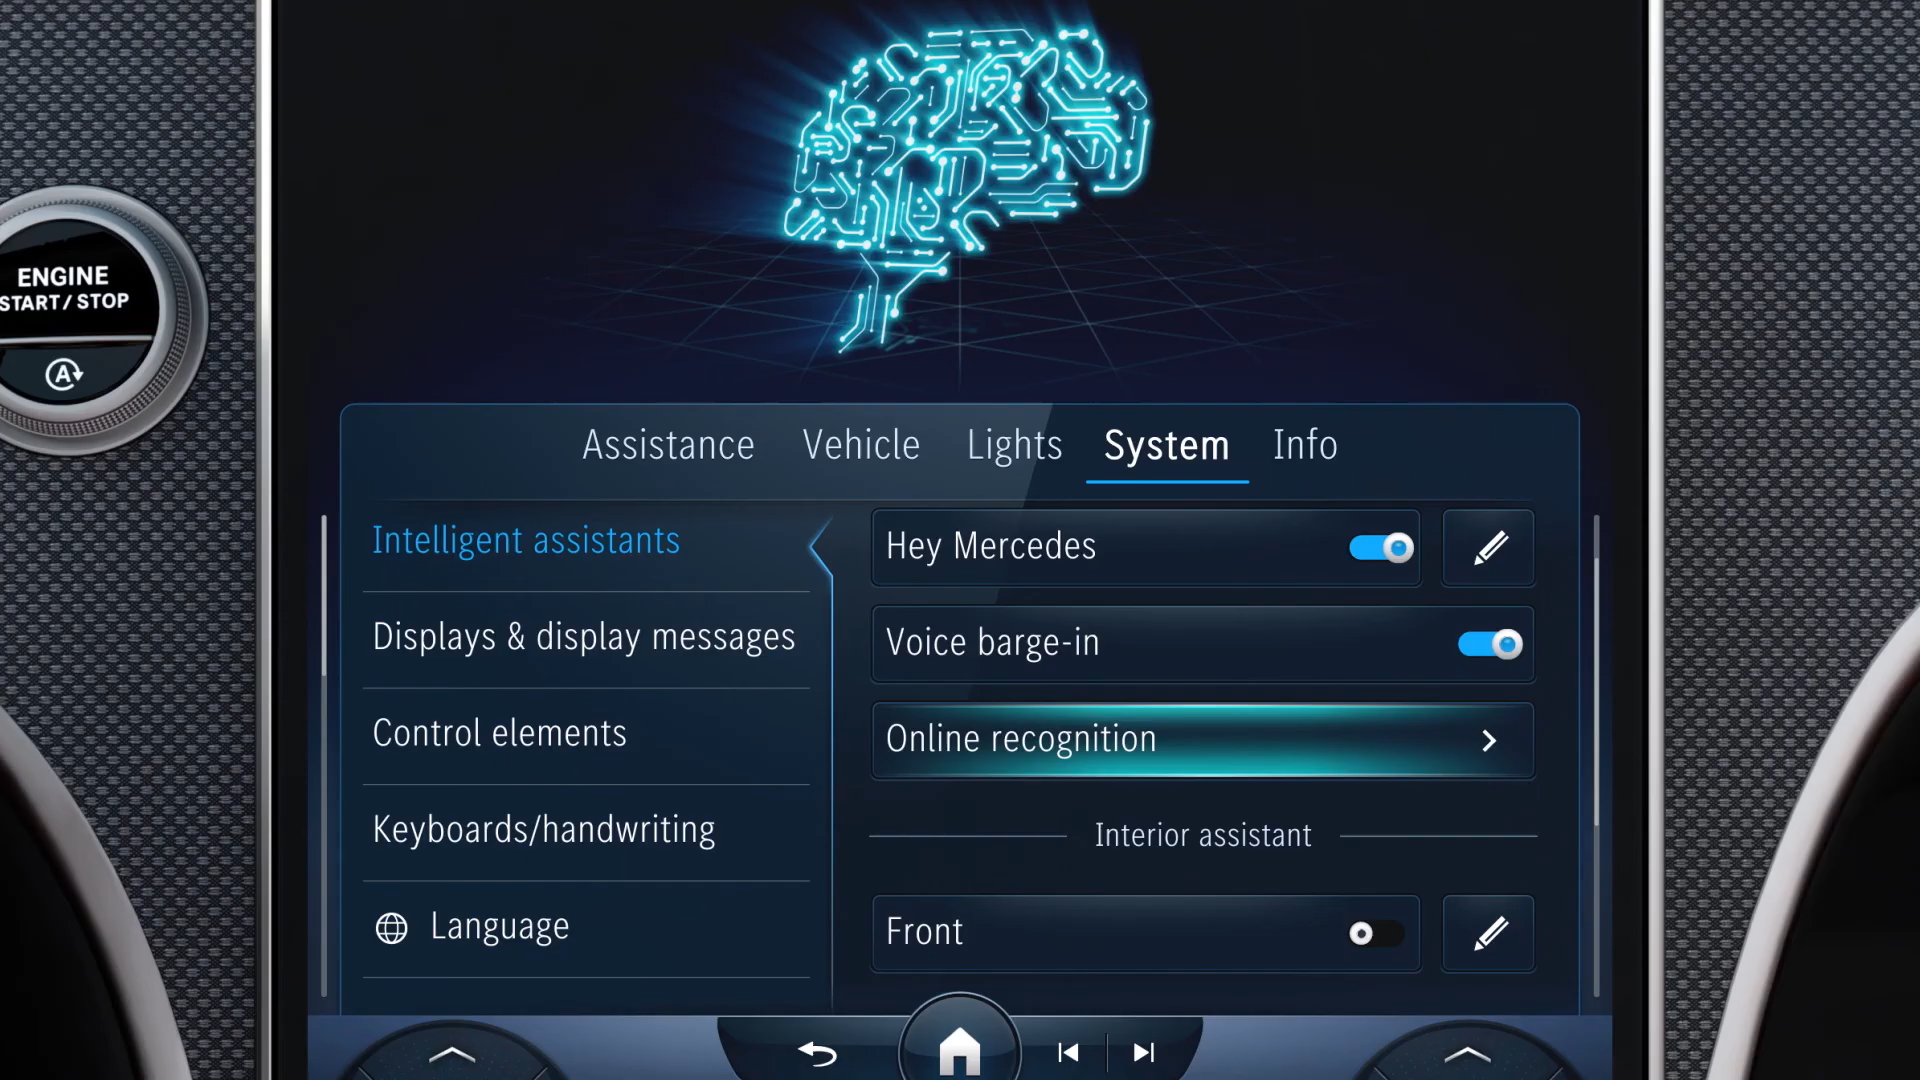 ENGINE
START / STOP
A
Assistance Vehicle Lights System Info
Intelligent assistants
Displays & display messages
Control elements
Keyboards/handwriting
Language
Hey Mercedes
Voice barge-in
Online recognition
Interior assistant
Front